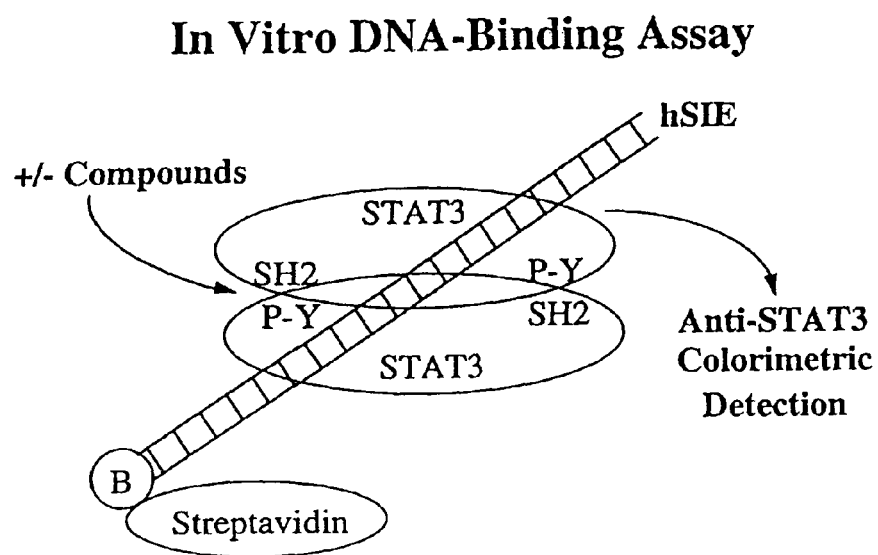 In Vitro DNA-Binding Assay
hSIE
+/- Compounds
STAT3
SH2
P-Y
P-Y
SH2
STAT3
Anti-STAT3
Colorimetric
Detection
B
Streptavidin